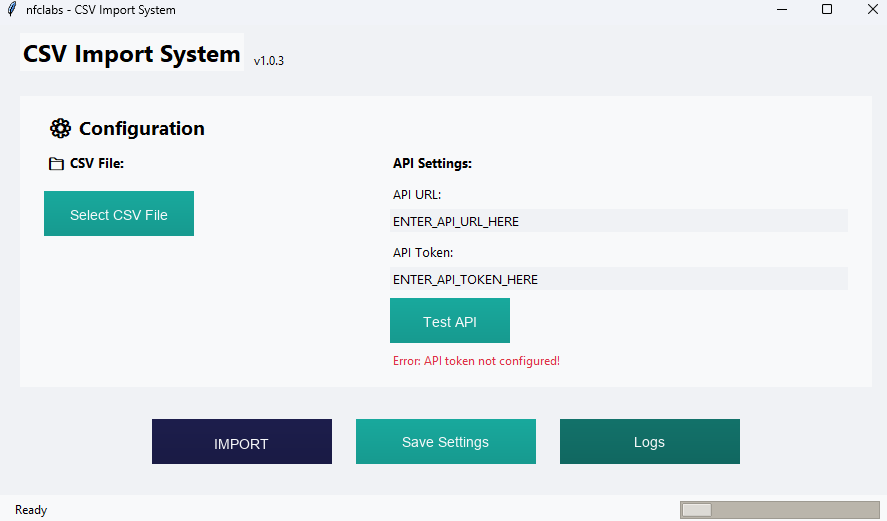 nfclabs - CSV Import System
CSV Import System v1.0.3
Configuration
CSV File:
Select CSV File
API Settings:
API URL:
ENTER_API_URL_HERE
API Token:
ENTER_API_TOKEN_HERE
Test API
Error: API token not configured!
IMPORT
Save Settings
Logs
Ready